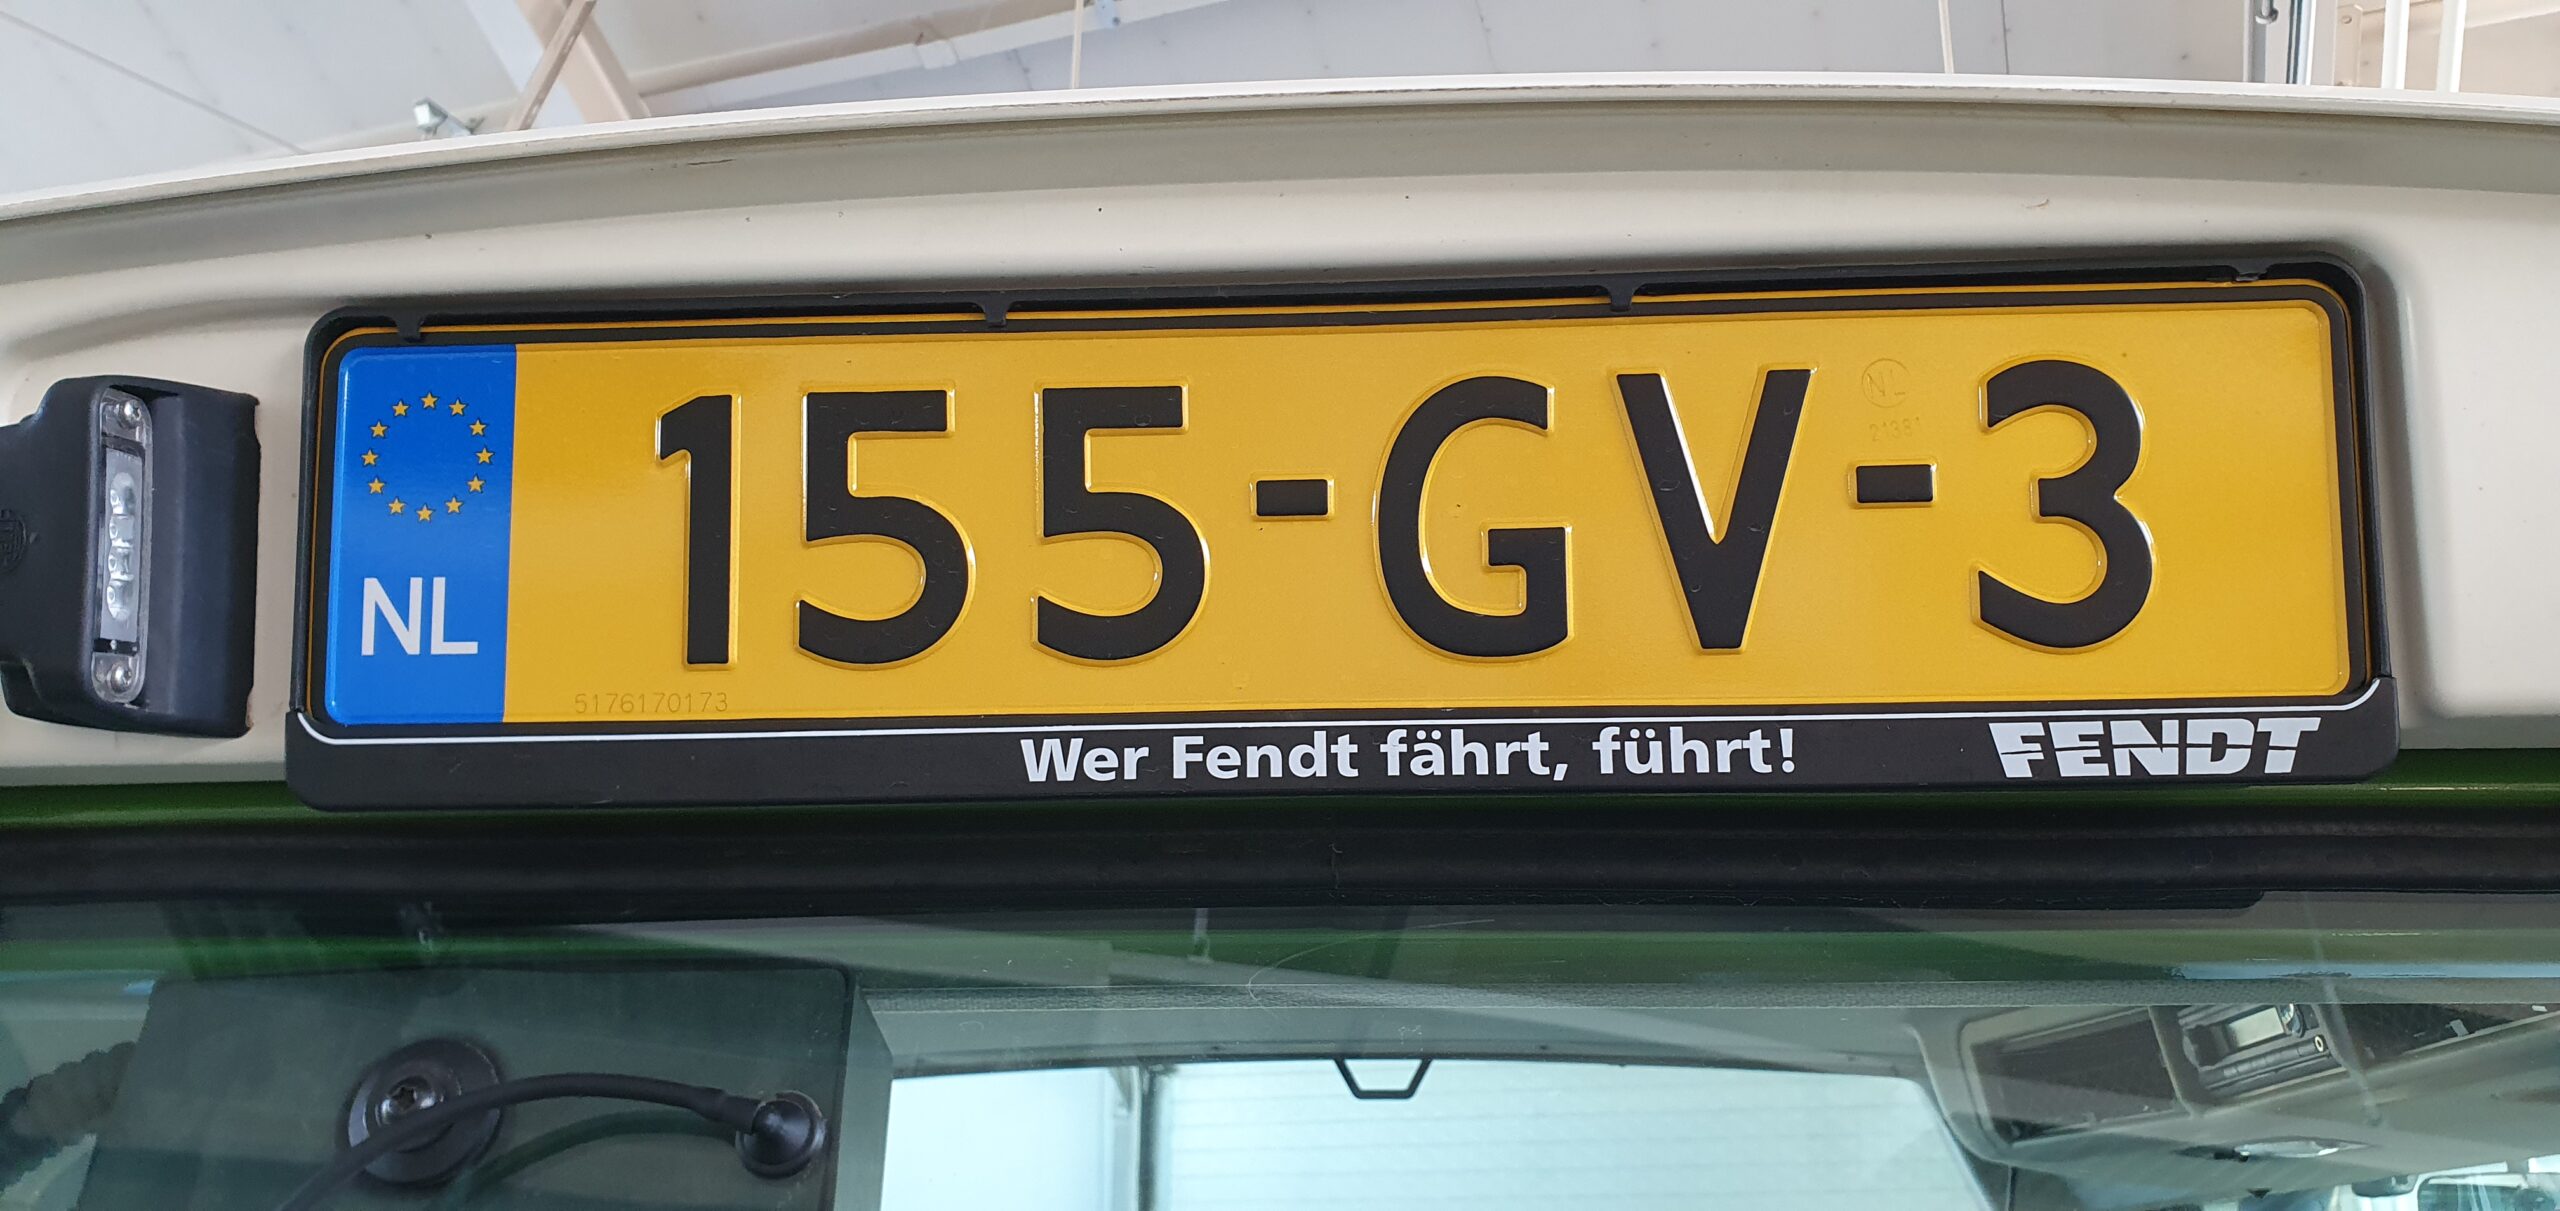 NL
155-GV-3
NL
21381
5176170173
Wer Fendt fährt, führt!
FENDT